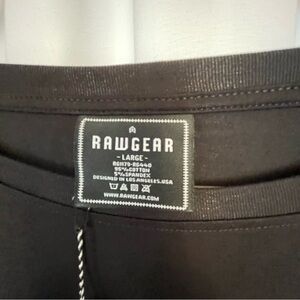 RAWGEAR
- LARGE -
95%COTTON
5%SPANDEX
DESIGNED IN LOS ANGELES.USA
WWW.RAWGEAR.COM